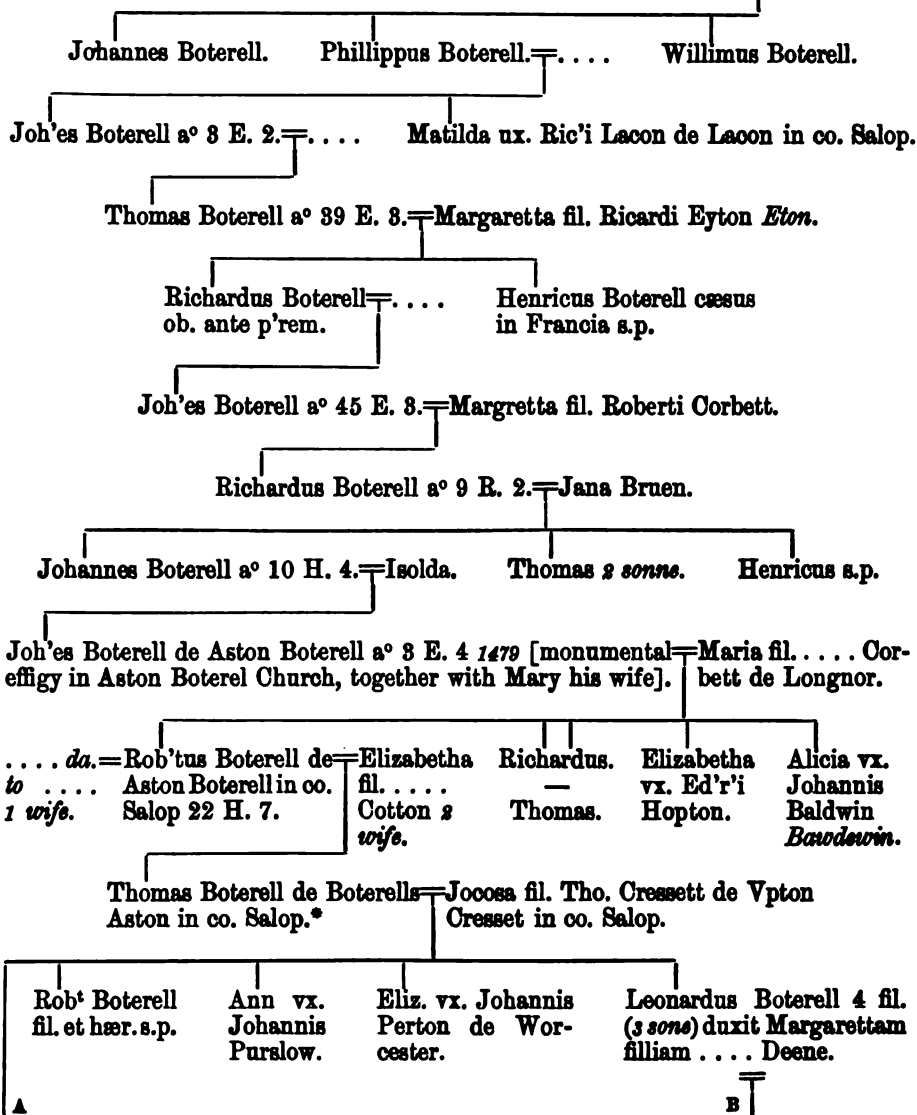 Johannes Boterell. Phillippus Boterell.=.... Willimus Boterell.
Joh'es Boterell aº 3 E. 2.=.... Matilda ux. Ric'i Lacon de Lacon in co. Salop.
Thomas Boterell aº 39 E. 3.=Margaretta fil. Ricardi Eyton Eton.
Richardus Boterell=.... Henricus Boterell cæsus
ob. ante p'rem. in Francia s.p.
Joh'es Boterell aº 45 E. 3.=Margretta fil. Roberti Corbett.
Richardus Boterell aº 9 R. 2.=Jana Bruen.
Johannes Boterell aº 10 H. 4.=Isolda. Thomas 2 sonne. Henricus s.p.
Joh'es Boterell de Aston Boterell aº 3 E. 4 1479 [monumental=Maria fil..... Cor-
effigy in Aston Boterel Church, together with Mary his wife]. bett de Longnor.
.... da.=Rob'tus Boterell de=Elizabetha Richardus. Elizabetha Alicia vx.
to .... Aston Boterell in co. fil..... — vx. Ed'r'i Johannis
1 wife. Salop 22 H. 7. Cotton 2 Thomas. Hopton. Baldwin
wife. Bawdewin.
Thomas Boterell de Boterells=Jocosa fil. Tho. Cressett de Vpton
Aston in co. Salop.* Cresset in co. Salop.
Robᵗ Boterell Ann vx. Eliz. vx. Johannis Leonardus Boterell 4 fil.
fil. et hær. s.p. Johannis Perton de Wor- (3 sone) duxit Margarettam
Purslow. cester. filliam .... Deene.
A B